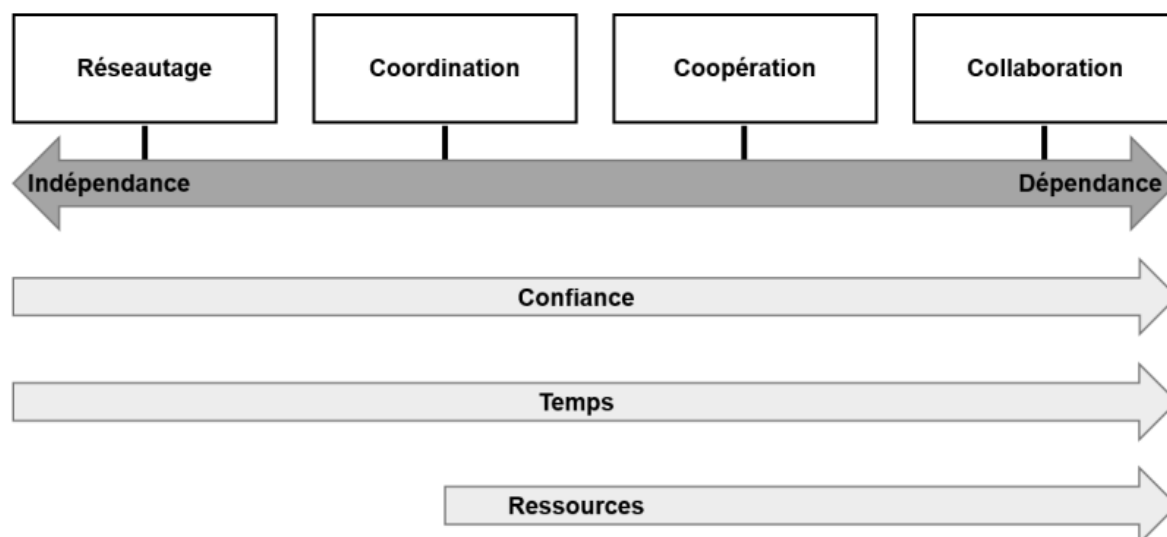 Réseautage
Coordination
Coopération
Collaboration
Indépendance
Dépendance
Confiance
Temps
Ressources